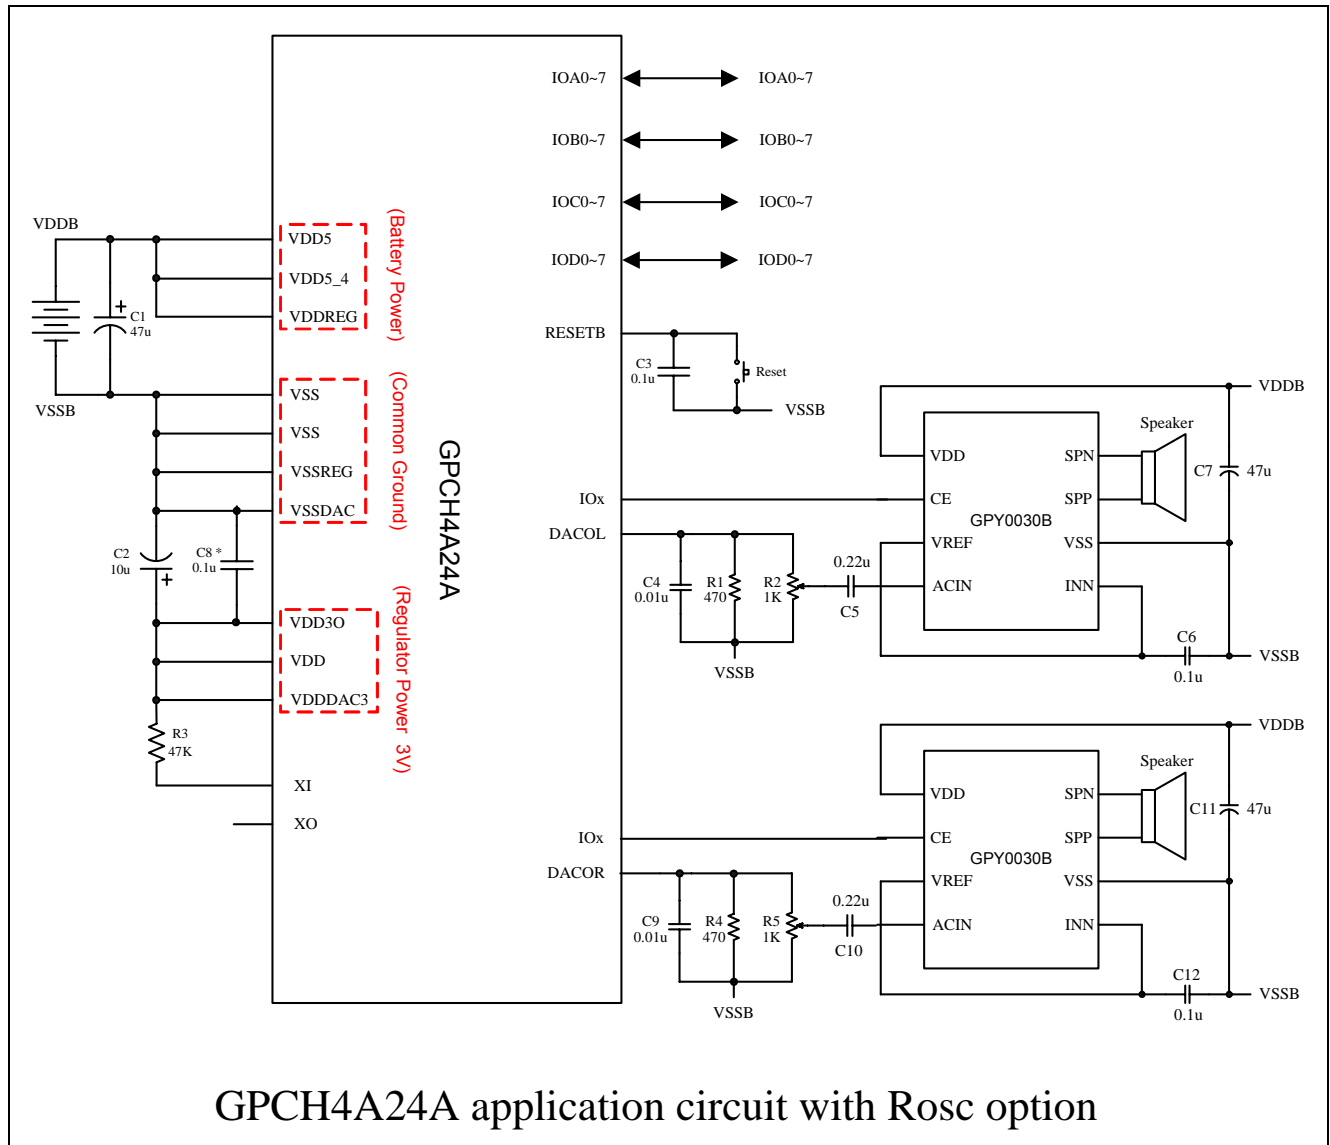 IOA0~7 IOA0~7
IOB0~7 IOB0~7
IOC0~7 IOC0~7
IOD0~7 IOD0~7
VDDB
VDD5
VDD5_4
VDDREG
(Battery Power)
C1
47u
VSSB
VSS
VSS
VSSREG
VSSDAC
(Common Ground)
C2
10u
C8 *
0.1u
VDD3O
VDD
VDDDAC3
(Regulator Power 3V)
R3
47K
XI
XO
GPCH4A24A
RESETB
C3
0.1u
Reset
VSSB
IOx
DACOL
C4
0.01u
R1
470
R2
1K
0.22u
C5
VSSB
VDDB
Speaker
VDD
CE
VREF
ACIN
GPY0030B
SPN
SPP
VSS
INN
C7
47u
C6
0.1u
VSSB
IOx
DACOR
C9
0.01u
R4
470
R5
1K
0.22u
C10
VSSB
VDDB
Speaker
VDD
CE
VREF
ACIN
GPY0030B
SPN
SPP
VSS
INN
C11
47u
C12
0.1u
VSSB
GPCH4A24A application circuit with Rosc option